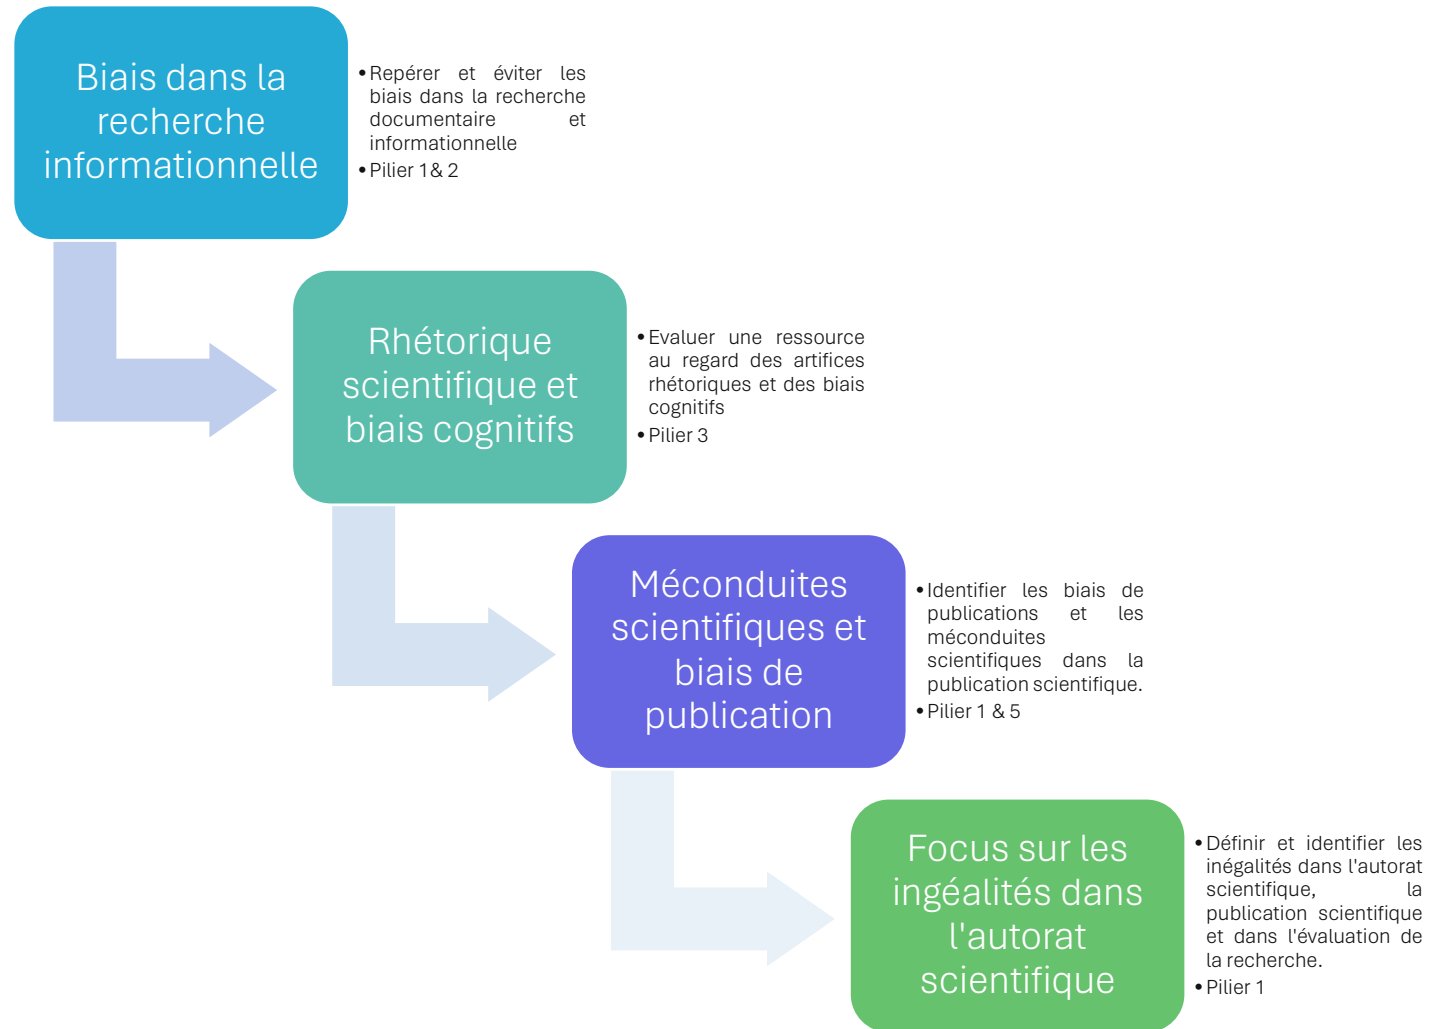 Biais dans la
recherche
informationnelle
•Repérer et éviter les
biais dans la recherche
documentaire et
informationnelle
•Pilier 1& 2
Rhétorique
scientifique et
biais cognitifs
•Evaluer une ressource
au regard des artifices
rhétoriques et des biais
cognitifs
•Pilier 3
Méconduites
scientifiques et
biais de
publication
•Identifier les biais de
publications et les
méconduites
scientifiques dans la
publication scientifique.
•Pilier 1 & 5
Focus sur les
ingéalités dans
l'autorat
scientifique
•Définir et identifier les
inégalités dans l'autorat
scientifique, la
publication scientifique
et dans l'évaluation de
la recherche.
•Pilier 1